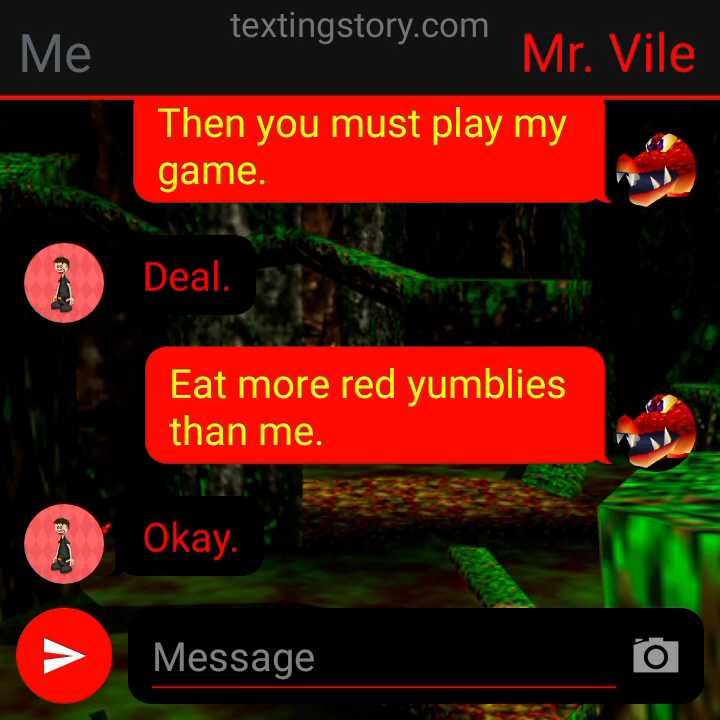 textingstory.com
Me
Mr. Vile
Then you must play my
game.
Deal.
Eat more red yumblies
than me.
Okay.
Message